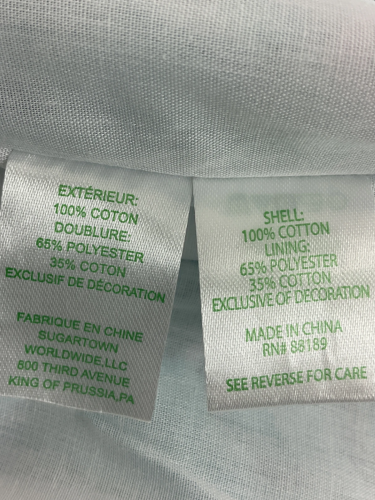 EXTÉRIEUR:
100% COTON
DOUBLURE:
65% POLYESTER
35% COTON
EXCLUSIF DE DÉCORATION
FABRIQUE EN CHINE
SUGARTOWN
WORLDWIDE,LLC
800 THIRD AVENUE
KING OF PRUSSIA,PA
SHELL:
100% COTTON
LINING:
65% POLYESTER
35% COTTON
EXCLUSIVE OF DECORATION
MADE IN CHINA
RN# 88189
SEE REVERSE FOR CARE